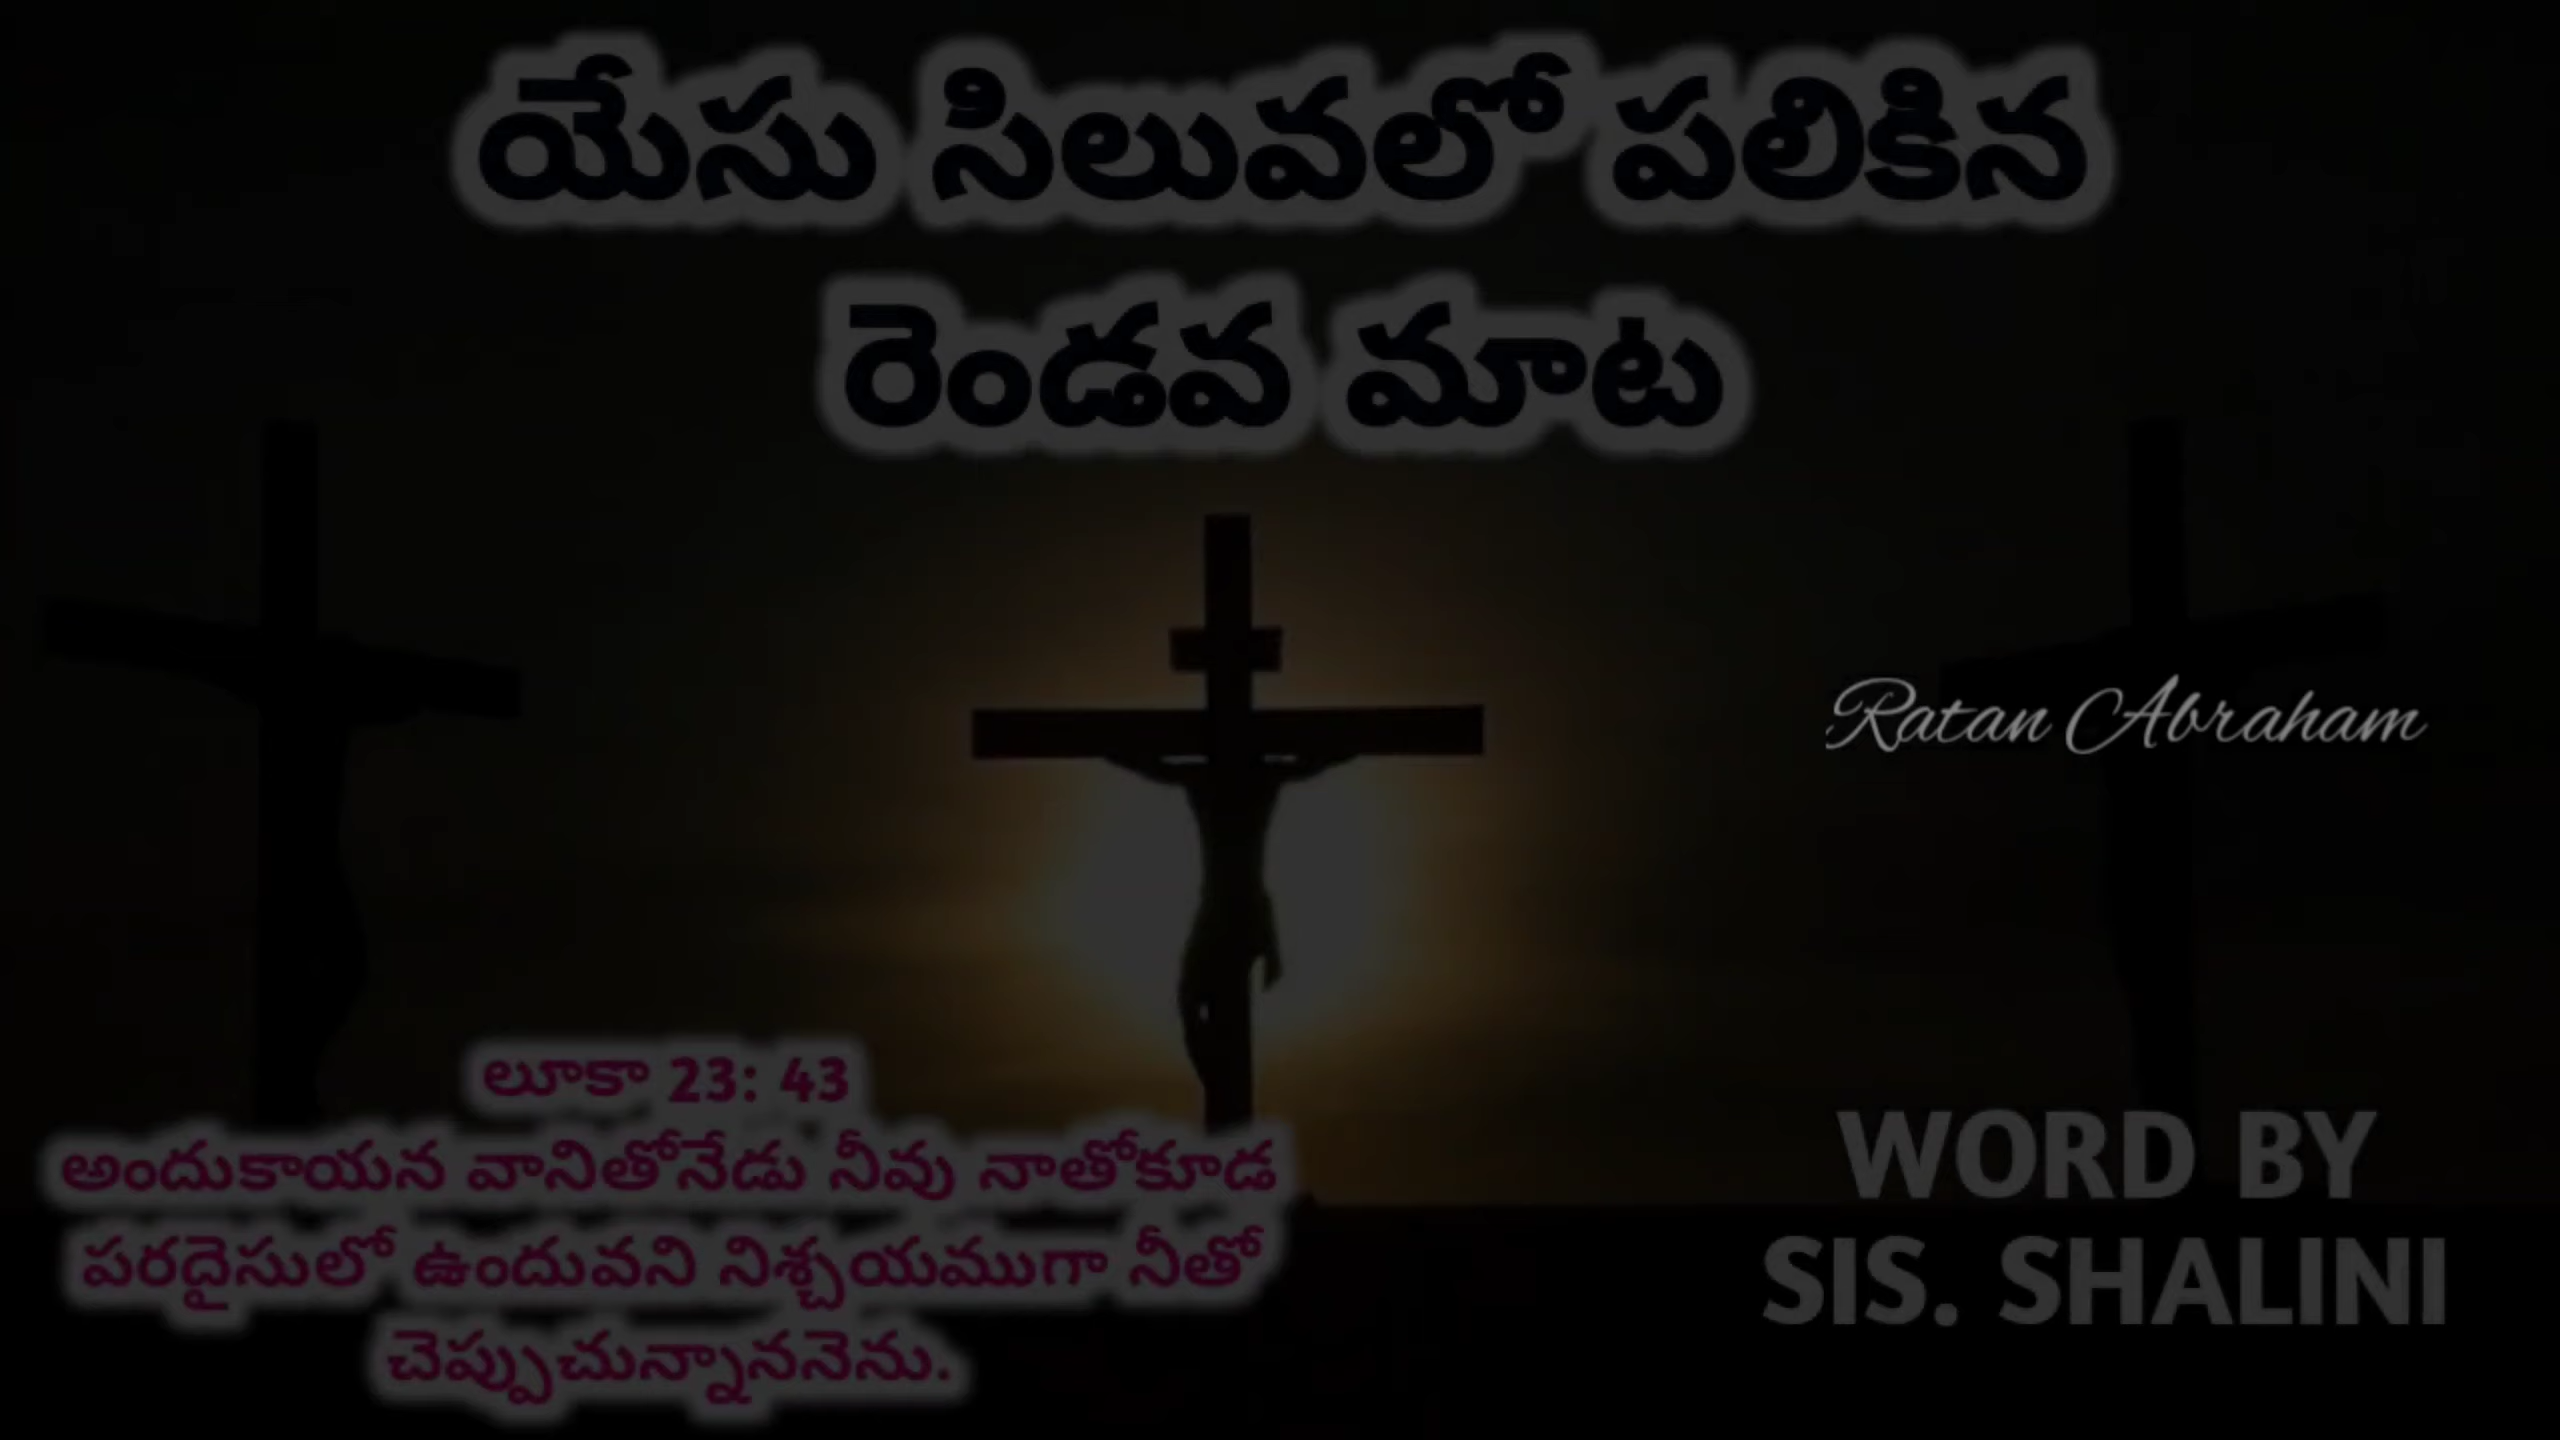 యేసు సిలువలో పలికిన
రెండవ మాట
Ratan Abraham
లూకా 23: 43
అందుకాయన వానితోనేడు నీవు నాతోకూడ
పరదైసులో ఉందువని నిశ్చయముగా నీతో
చెప్పుచున్నాననెను.
WORD BY
SIS. SHALINI